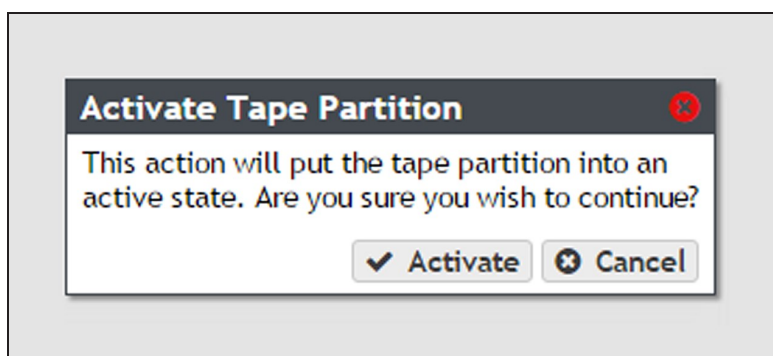 Activate Tape Partition
This action will put the tape partition into an
active state. Are you sure you wish to continue?
Activate Cancel